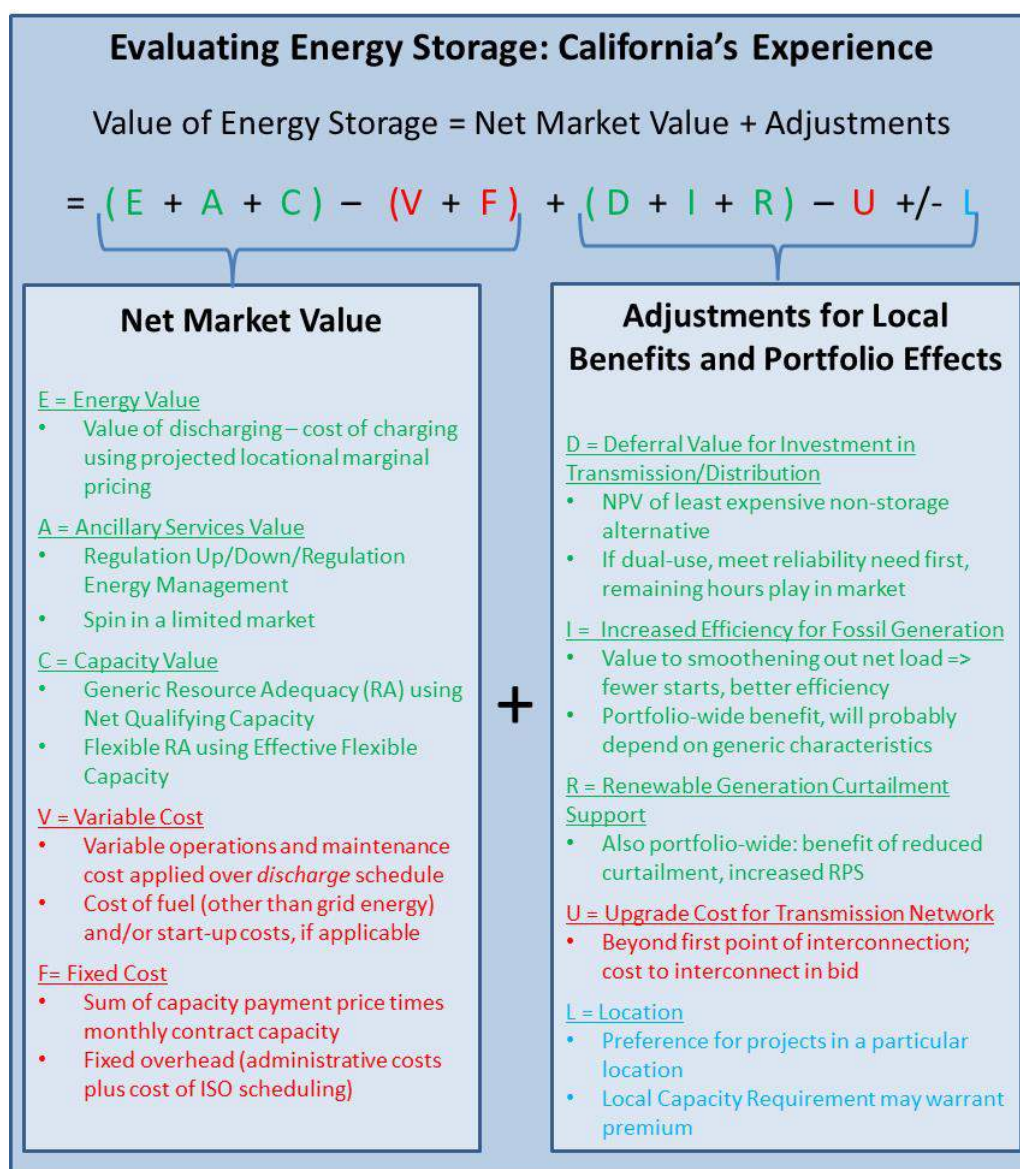 Evaluating Energy Storage: California's Experience
Value of Energy Storage = Net Market Value + Adjustments
= ( E + A + C ) – (V + F ) + ( D + I + R ) – U +/- L
Net Market Value
E = Energy Value
• Value of discharging – cost of charging
using projected locational marginal
pricing
A = Ancillary Services Value
• Regulation Up/Down/Regulation
Energy Management
• Spin in a limited market
C = Capacity Value
• Generic Resource Adequacy (RA) using
Net Qualifying Capacity
• Flexible RA using Effective Flexible
Capacity
V = Variable Cost
• Variable operations and maintenance
cost applied over discharge schedule
• Cost of fuel (other than grid energy)
and/or start-up costs, if applicable
F= Fixed Cost
• Sum of capacity payment price times
monthly contract capacity
• Fixed overhead (administrative costs
plus cost of ISO scheduling)
+
Adjustments for Local
Benefits and Portfolio Effects
D = Deferral Value for Investment in
Transmission/Distribution
• NPV of least expensive non-storage
alternative
• If dual-use, meet reliability need first,
remaining hours play in market
I = Increased Efficiency for Fossil Generation
• Value to smoothening out net load =>
fewer starts, better efficiency
• Portfolio-wide benefit, will probably
depend on generic characteristics
R = Renewable Generation Curtailment
Support
• Also portfolio-wide: benefit of reduced
curtailment, increased RPS
U = Upgrade Cost for Transmission Network
• Beyond first point of interconnection;
cost to interconnect in bid
L = Location
• Preference for projects in a particular
location
• Local Capacity Requirement may warrant
premium